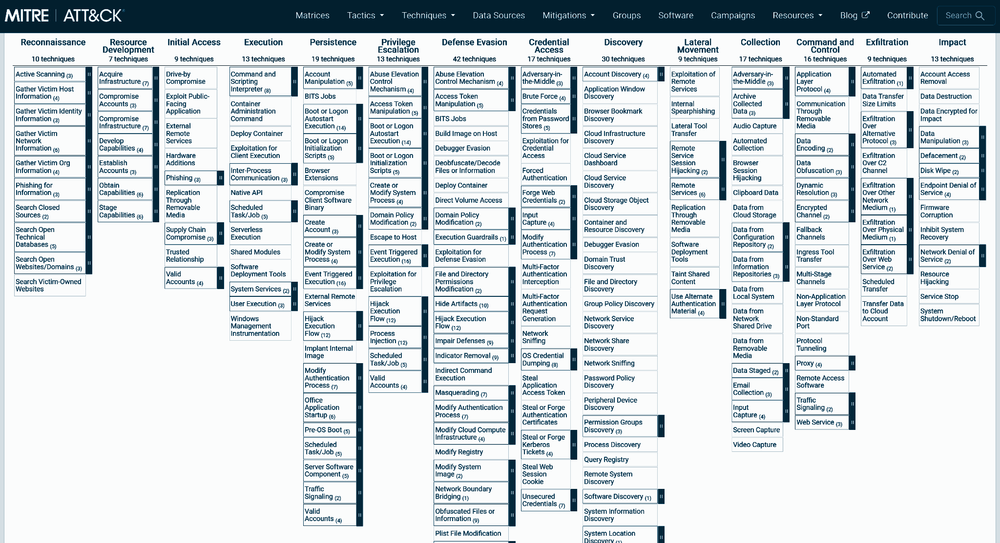 MITRE | ATT&CK®
Matrices
Tactics
Techniques
Data Sources
Mitigations
Groups
Software
Campaigns
Resources
Blog
Contribute
Search
Reconnaissance
10 techniques
Active Scanning (3)
Gather Victim Host
Information (4)
Gather Victim Identity
Information (3)
Gather Victim
Network
Information (6)
Gather Victim Org
Information (4)
Phishing for
Information (3)
Search Closed
Sources (2)
Search Open
Technical
Databases (5)
Search Open
Websites/Domains (3)
Search Victim-Owned
Websites
Resource
Development
7 techniques
Acquire
Infrastructure (7)
Compromise
Accounts (3)
Compromise
Infrastructure (7)
Develop
Capabilities (4)
Establish
Accounts (3)
Obtain
Capabilities (6)
Stage
Capabilities (6)
Initial Access
9 techniques
Drive-by
Compromise
Exploit Public-
Facing
Application
External
Remote
Services
Hardware
Additions
Phishing (3)
Replication
Through
Removable
Media
Supply Chain
Compromise (3)
Trusted
Relationship
Valid
Accounts (4)
Execution
13 techniques
Command and
Scripting
Interpreter (8)
Container
Administration
Command
Deploy Container
Exploitation for
Client Execution
Inter-Process
Communication (3)
Native API
Scheduled
Task/Job (5)
Serverless
Execution
Shared Modules
Software
Deployment Tools
System Services (2)
User Execution (3)
Windows
Management
Instrumentation
Persistence
19 techniques
Account
Manipulation (5)
BITS Jobs
Boot or Logon
Autostart
Execution (14)
Boot or Logon
Initialization
Scripts (5)
Browser
Extensions
Compromise
Client Software
Binary
Create
Account (3)
Create or
Modify System
Process (4)
Event Triggered
Execution (16)
External Remote
Services
Hijack
Execution
Flow (12)
Implant Internal
Image
Modify
Authentication
Process (7)
Office
Application
Startup (6)
Pre-OS Boot (5)
Scheduled
Task/Job (5)
Server Software
Component (5)
Traffic
Signaling (2)
Valid
Accounts (4)
Privilege
Escalation
13 techniques
Abuse Elevation
Control
Mechanism (4)
Access Token
Manipulation (5)
Boot or Logon
Autostart
Execution (14)
Boot or Logon
Initialization
Scripts (5)
Create or
Modify System
Process (4)
Domain Policy
Modification (2)
Escape to Host
Event Triggered
Execution (16)
Exploitation for
Privilege
Escalation
Hijack
Execution
Flow (12)
Process
Injection (12)
Scheduled
Task/Job (5)
Valid
Accounts (4)
Defense Evasion
42 techniques
Abuse Elevation
Control Mechanism (4)
Access Token
Manipulation (5)
BITS Jobs
Build Image on Host
Debugger Evasion
Deobfuscate/Decode
Files or Information
Deploy Container
Direct Volume Access
Domain Policy
Modification (2)
Execution Guardrails (1)
Exploitation for
Defense Evasion
File and Directory
Permissions
Modification (2)
Hide Artifacts (10)
Hijack Execution
Flow (12)
Impair Defenses (9)
Indicator Removal (9)
Indirect Command
Execution
Masquerading (7)
Modify Authentication
Process (7)
Modify Cloud Compute
Infrastructure (4)
Modify Registry
Modify System
Image (2)
Network Boundary
Bridging (1)
Obfuscated Files or
Information (9)
Plist File Modification
Credential
Access
17 techniques
Adversary-in-
the-Middle (3)
Brute Force (4)
Credentials
from Password
Stores (5)
Exploitation for
Credential
Access
Forced
Authentication
Forge Web
Credentials (2)
Input
Capture (4)
Modify
Authentication
Process (7)
Multi-Factor
Authentication
Interception
Multi-Factor
Authentication
Request
Generation
Network
Sniffing
OS Credential
Dumping (8)
Steal
Application
Access Token
Steal or Forge
Authentication
Certificates
Steal or Forge
Kerberos
Tickets (4)
Steal Web
Session
Cookie
Unsecured
Credentials (7)
Discovery
30 techniques
Account Discovery (4)
Application Window
Discovery
Browser Bookmark
Discovery
Cloud Infrastructure
Discovery
Cloud Service
Dashboard
Cloud Service
Discovery
Cloud Storage Object
Discovery
Container and
Resource Discovery
Debugger Evasion
Domain Trust
Discovery
File and Directory
Discovery
Group Policy Discovery
Network Service
Discovery
Network Share
Discovery
Network Sniffing
Password Policy
Discovery
Peripheral Device
Discovery
Permission Groups
Discovery (3)
Process Discovery
Query Registry
Remote System
Discovery
Software Discovery (1)
System Information
Discovery
System Location
Discovery (1)
Lateral
Movement
9 techniques
Exploitation of
Remote
Services
Internal
Spearphishing
Lateral Tool
Transfer
Remote
Service
Session
Hijacking (2)
Remote
Services (6)
Replication
Through
Removable
Media
Software
Deployment
Tools
Taint Shared
Content
Use Alternate
Authentication
Material (4)
Collection
17 techniques
Adversary-in-
the-Middle (3)
Archive
Collected
Data (3)
Audio Capture
Automated
Collection
Browser
Session
Hijacking
Clipboard Data
Data from
Cloud Storage
Data from
Configuration
Repository (2)
Data from
Information
Repositories (3)
Data from
Local System
Data from
Network
Shared Drive
Data from
Removable
Media
Data Staged (2)
Email
Collection (3)
Input
Capture (4)
Screen Capture
Video Capture
Command and
Control
16 techniques
Application
Layer
Protocol (4)
Communication
Through
Removable
Media
Data
Encoding (2)
Data
Obfuscation (3)
Dynamic
Resolution (3)
Encrypted
Channel (2)
Fallback
Channels
Ingress Tool
Transfer
Multi-Stage
Channels
Non-Application
Layer Protocol
Non-Standard
Port
Protocol
Tunneling
Proxy (4)
Remote Access
Software
Traffic
Signaling (2)
Web Service (3)
Exfiltration
9 techniques
Automated
Exfiltration (1)
Data Transfer
Size Limits
Exfiltration
Over
Alternative
Protocol (3)
Exfiltration
Over C2
Channel
Exfiltration
Over Other
Network
Medium (1)
Exfiltration
Over Physical
Medium (1)
Exfiltration
Over Web
Service (2)
Scheduled
Transfer
Transfer Data
to Cloud
Account
Impact
13 techniques
Account Access
Removal
Data Destruction
Data Encrypted for
Impact
Data
Manipulation (3)
Defacement (2)
Disk Wipe (2)
Endpoint Denial of
Service (4)
Firmware
Corruption
Inhibit System
Recovery
Network Denial of
Service (2)
Resource
Hijacking
Service Stop
System
Shutdown/Reboot